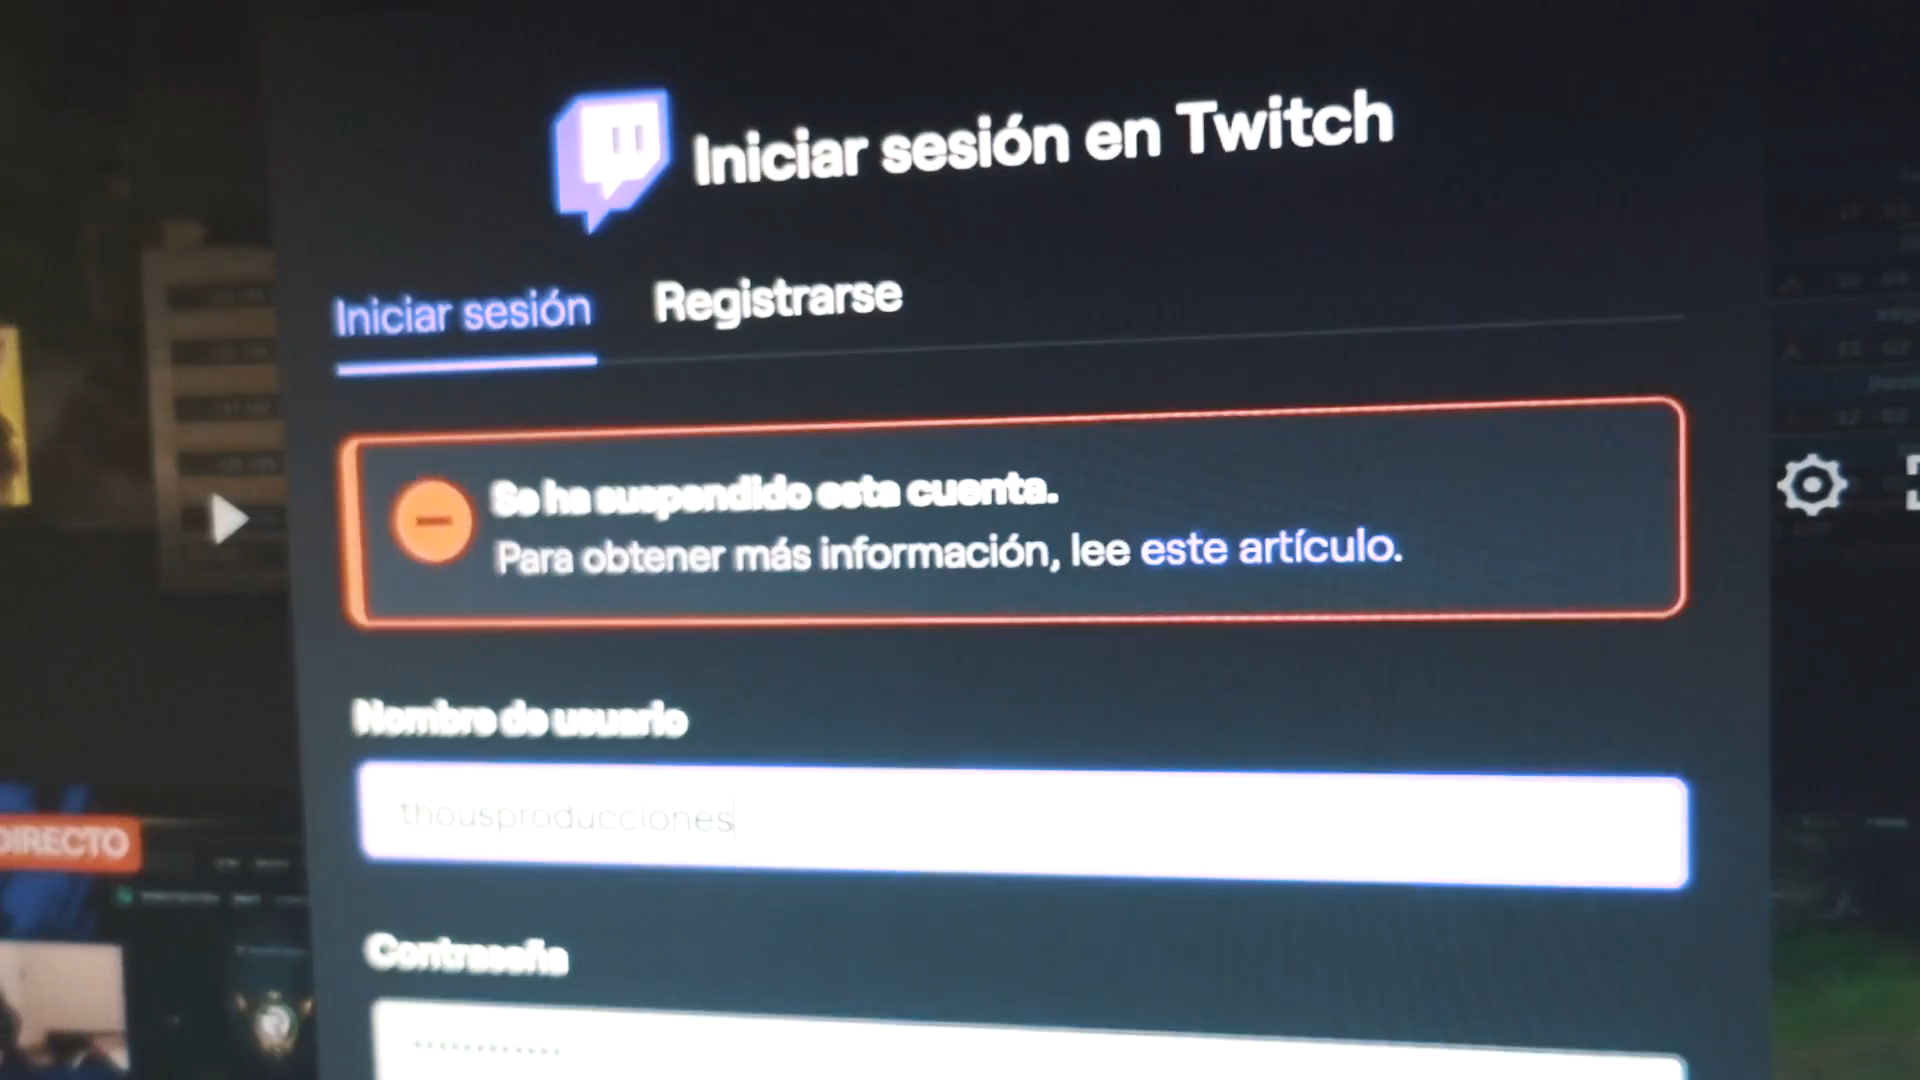 Iniciar sesión en Twitch
Iniciar sesión
Registrarse
Se ha suspendido esta cuenta.
Para obtener más información, lee este artículo.
Nombre de usuario
thousproducciones
DIRECTO
Contraseña